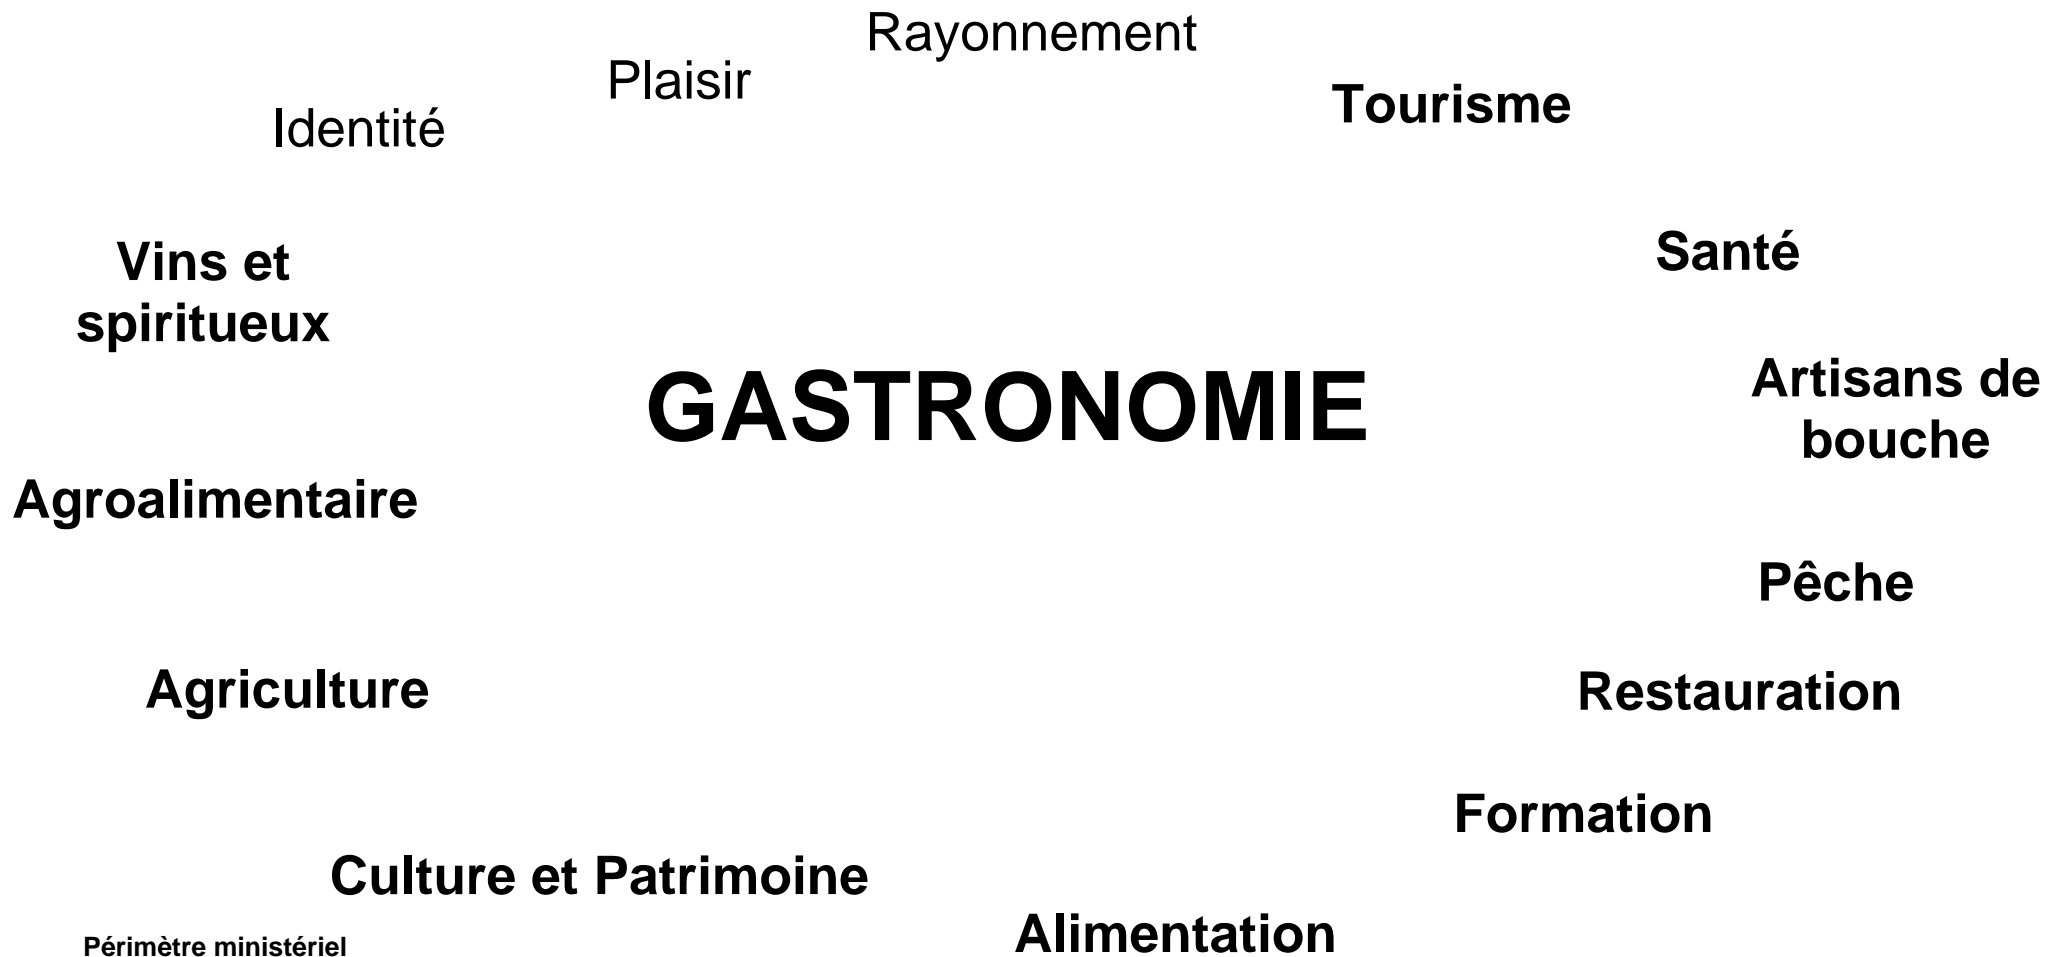 Rayonnement
Plaisir
Tourisme
Identité
Santé
Vins et
spiritueux
Artisans de
bouche
GASTRONOMIE
Agroalimentaire
Pêche
Agriculture
Restauration
Formation
Culture et Patrimoine
Alimentation
Périmètre ministériel